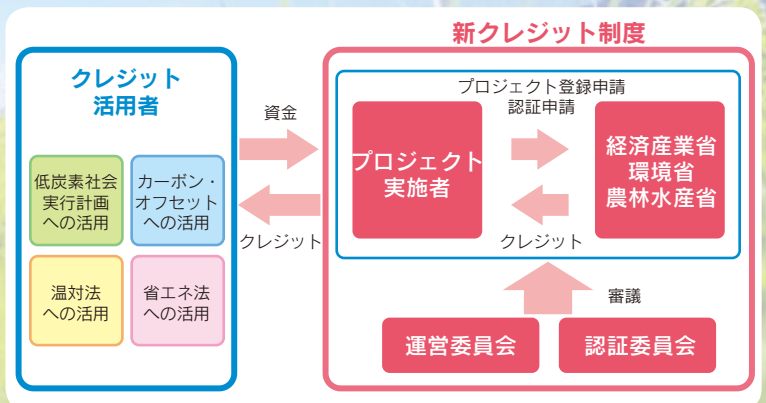 新クレジット制度
クレジット
活用者
低炭素社会
実行計画
への活用
カーボン・
オフセット
への活用
温対法
への活用
省エネ法
への活用
資金
クレジット
プロジェクト登録申請
認証申請
プロジェクト
実施者
経済産業省
環境省
農林水産省
クレジット
審議
運営委員会
認証委員会